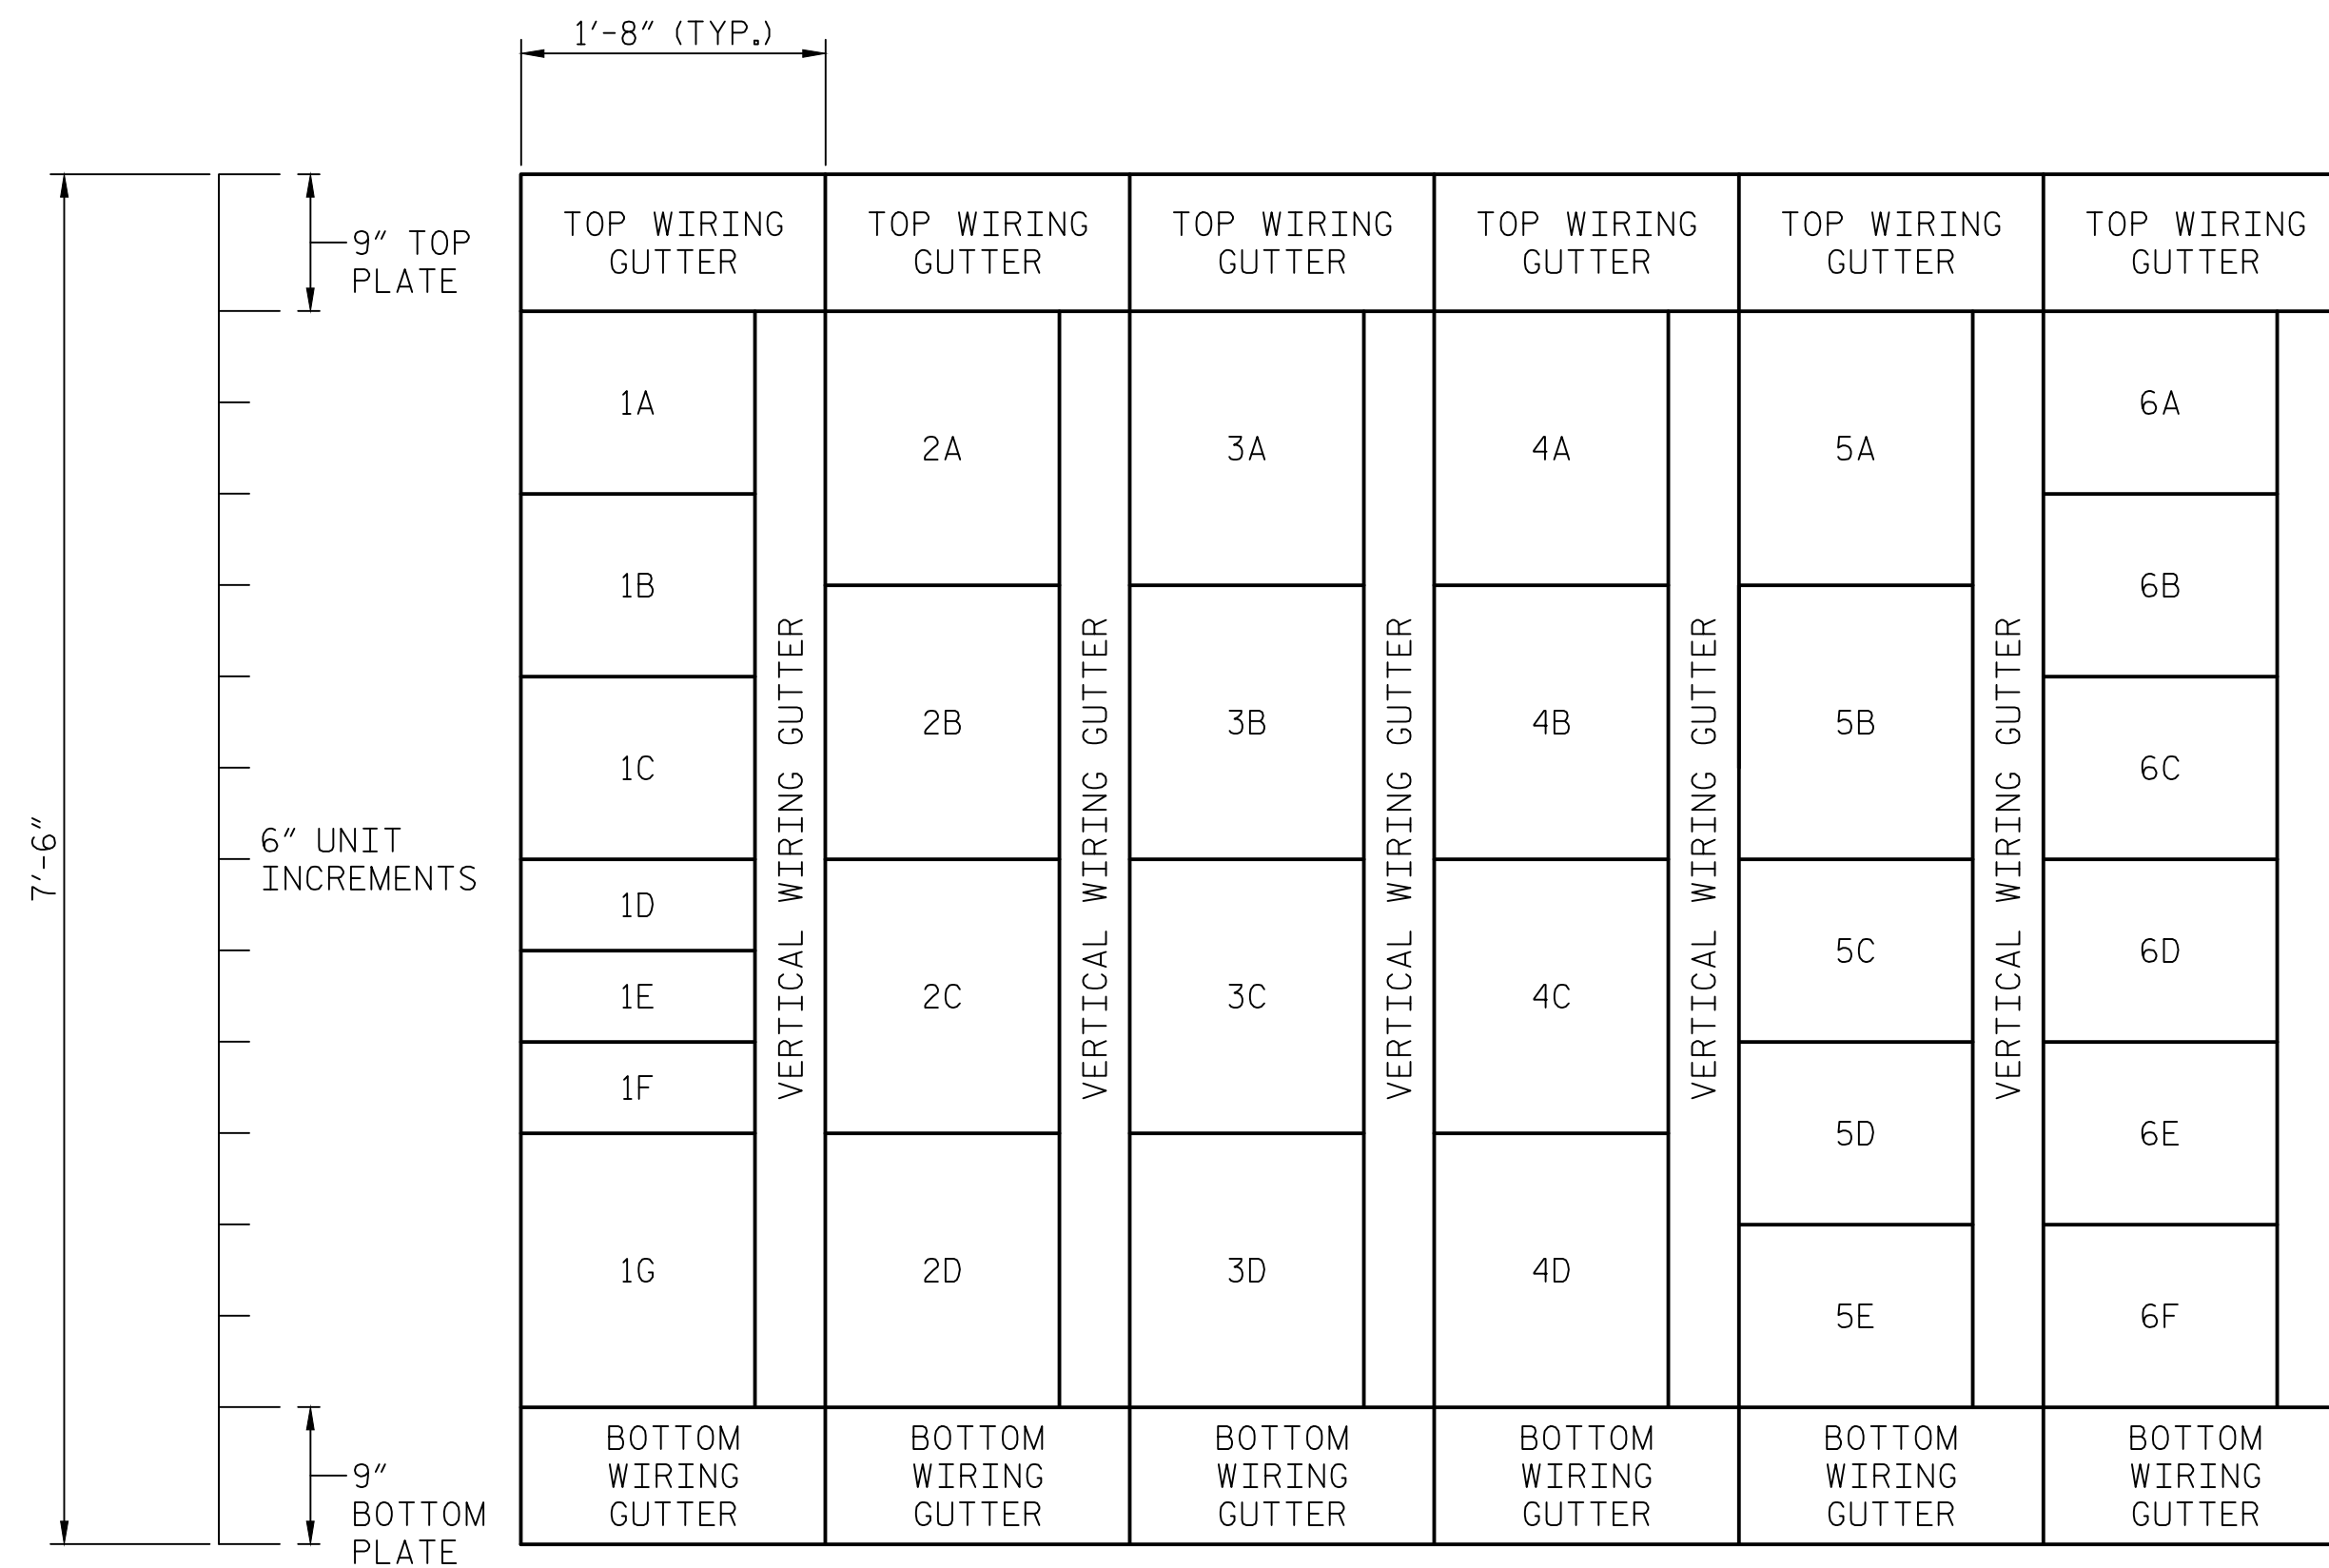 1'-8" (TYP.)
9" TOP
PLATE
7'-6"
6" UNIT
INCREMENTS
9"
BOTTOM
PLATE
TOP WIRING
GUTTER
1A
1B
1C
1D
1E
1F
1G
VERTICAL WIRING GUTTER
BOTTOM
WIRING
GUTTER
TOP WIRING
GUTTER
2A
2B
2C
2D
VERTICAL WIRING GUTTER
BOTTOM
WIRING
GUTTER
TOP WIRING
GUTTER
3A
3B
3C
3D
VERTICAL WIRING GUTTER
BOTTOM
WIRING
GUTTER
TOP WIRING
GUTTER
4A
4B
4C
4D
VERTICAL WIRING GUTTER
BOTTOM
WIRING
GUTTER
TOP WIRING
GUTTER
5A
5B
5C
5D
5E
VERTICAL WIRING GUTTER
BOTTOM
WIRING
GUTTER
TOP WIRING
GUTTER
6A
6B
6C
6D
6E
6F
BOTTOM
WIRING
GUTTER